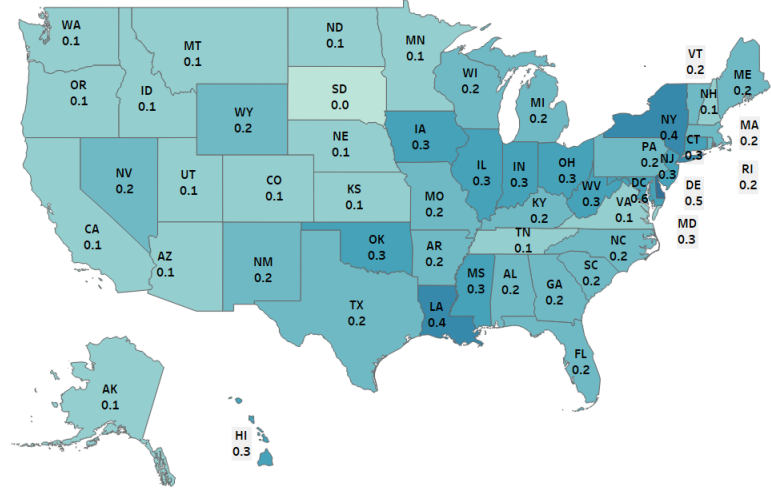 WA
0.1
MT
0.1
ND
0.1
MN
0.1
VT
0.2
ME
0.2
OR
0.1
ID
0.1
SD
0.0
WI
0.2
MI
0.2
NH
0.1
WY
0.2
NY
0.4
MA
0.2
IA
0.3
NE
0.1
PA
0.2
CT
0.3
NJ
0.3
RI
0.2
NV
0.2
UT
0.1
CO
0.1
KS
0.1
MO
0.2
IL
0.3
IN
0.3
OH
0.3
WV
0.3
KY
0.2
DC
0.6
VA
0.1
DE
0.5
MD
0.3
CA
0.1
AZ
0.1
NM
0.2
OK
0.3
AR
0.2
TN
0.1
NC
0.2
SC
0.2
MS
0.3
AL
0.2
GA
0.2
TX
0.2
LA
0.4
FL
0.2
AK
0.1
HI
0.3